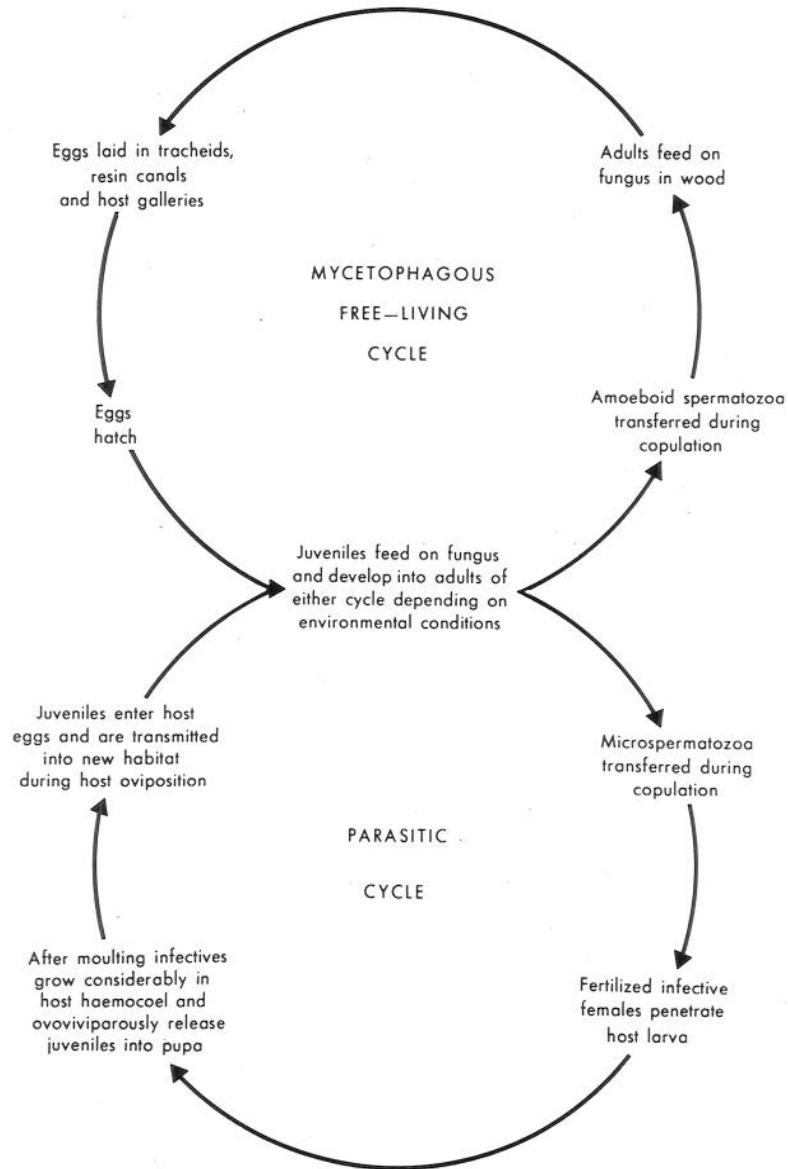 Eggs laid in tracheids,
resin canals
and host galleries
Adults feed on
fungus in wood
MYCETOPHAGOUS
FREE—LIVING
CYCLE
Eggs
hatch
Amoeboid spermatozoa
transferred during
copulation
Juveniles feed on fungus
and develop into adults of
either cycle depending on
environmental conditions
Juveniles enter host
eggs and are transmitted
into new habitat
during host oviposition
Microspermatozoa
transferred during
copulation
PARASITIC
CYCLE
After moulting infectives
grow considerably in
host haemocoel and
ovoviviparously release
juveniles into pupa
Fertilized infective
females penetrate
host larva